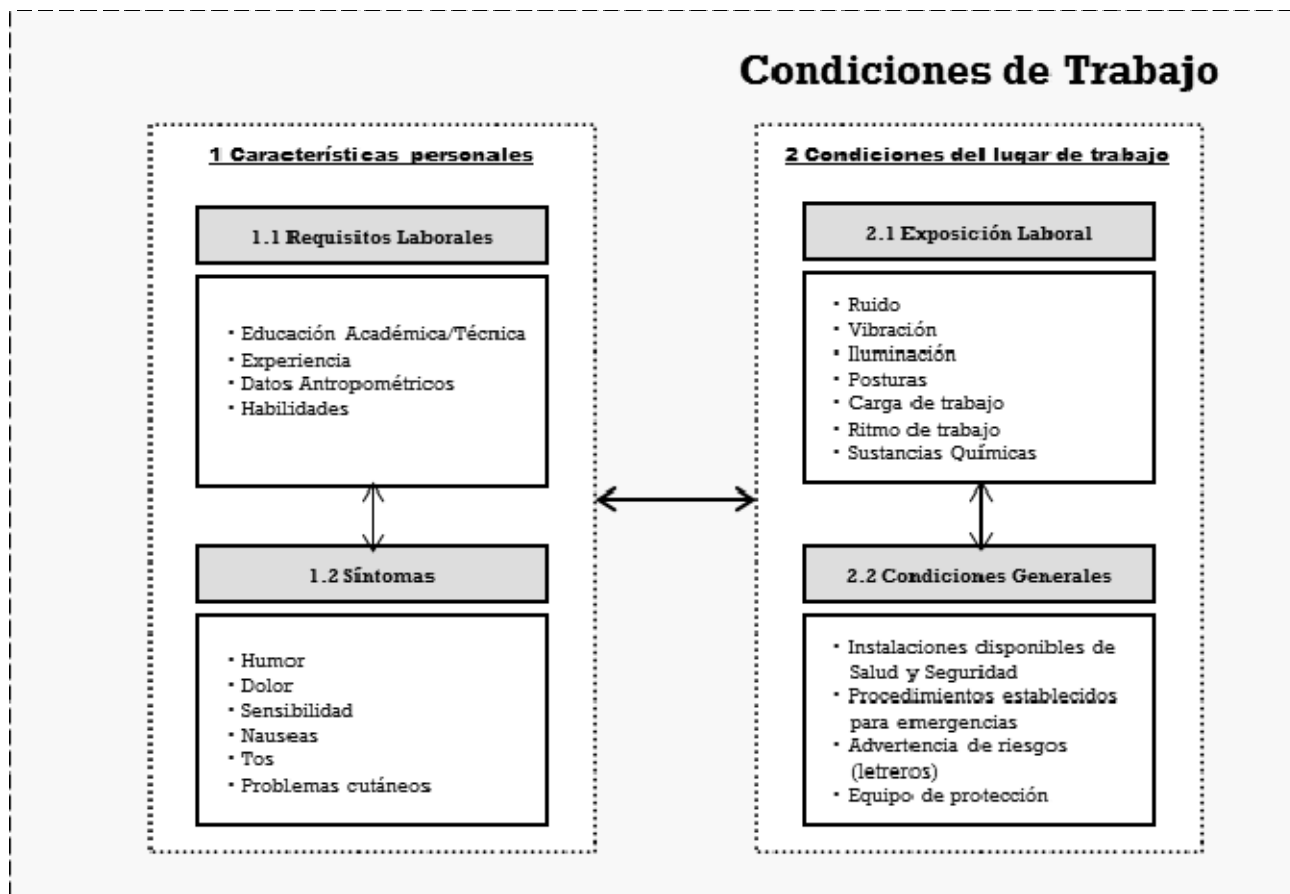 Condiciones de Trabajo
1 Características personales
1.1 Requisitos Laborales
· Educación Académica/Técnica
· Experiencia
· Datos Antropométricos
· Habilidades
1.2 Síntomas
· Humor
· Dolor
· Sensibilidad
· Nauseas
· Tos
· Problemas cutáneos
2 Condiciones del lugar de trabajo
2.1 Exposición Laboral
· Ruido
· Vibración
· Iluminación
· Posturas
· Carga de trabajo
· Ritmo de trabajo
· Sustancias Químicas
2.2 Condiciones Generales
· Instalaciones disponibles de
Salud y Seguridad
· Procedimientos establecidos
para emergencias
· Advertencia de riesgos
(letreros)
· Equipo de protección